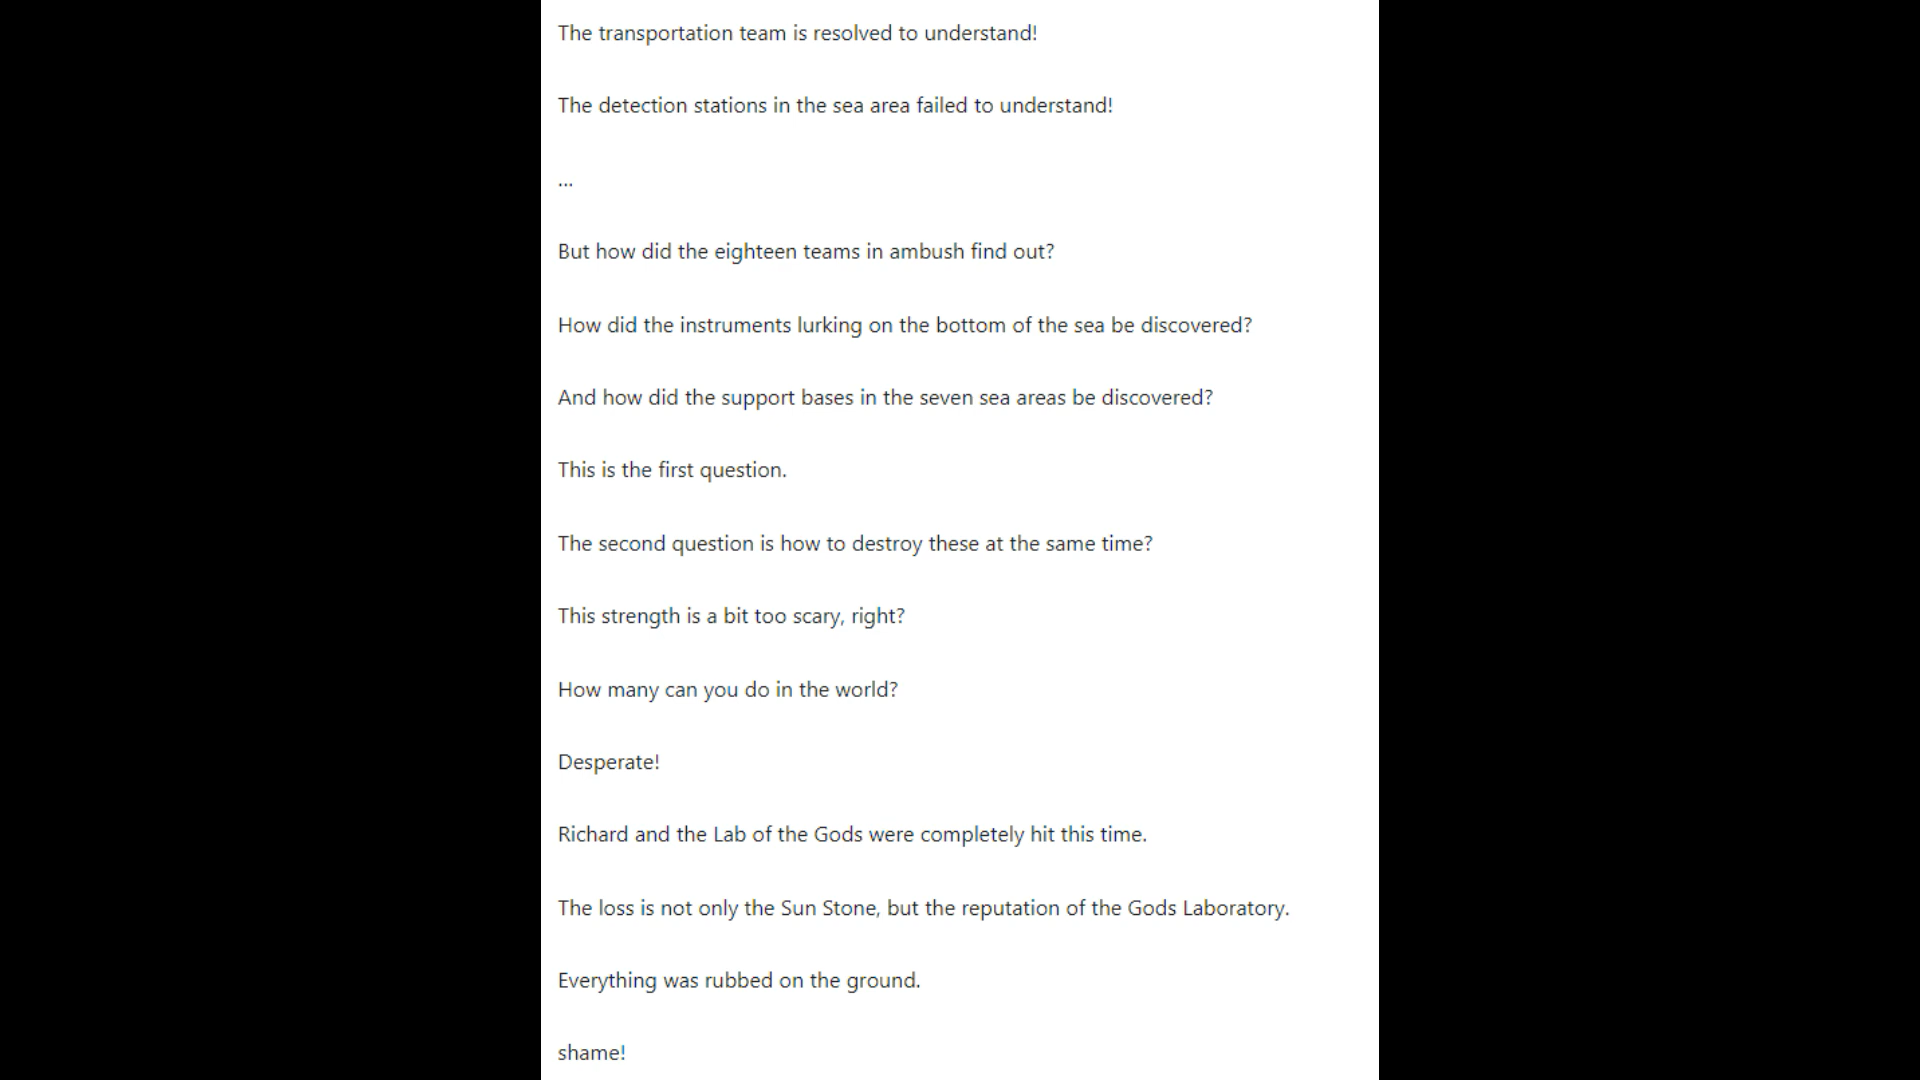 The transportation team is resolved to understand!
The detection stations in the sea area failed to understand!
...
But how did the eighteen teams in ambush find out?
How did the instruments lurking on the bottom of the sea be discovered?
And how did the support bases in the seven sea areas be discovered?
This is the first question.
The second question is how to destroy these at the same time?
This strength is a bit too scary, right?
How many can you do in the world?
Desperate!
Richard and the Lab of the Gods were completely hit this time.
The loss is not only the Sun Stone, but the reputation of the Gods Laboratory.
Everything was rubbed on the ground.
shame!